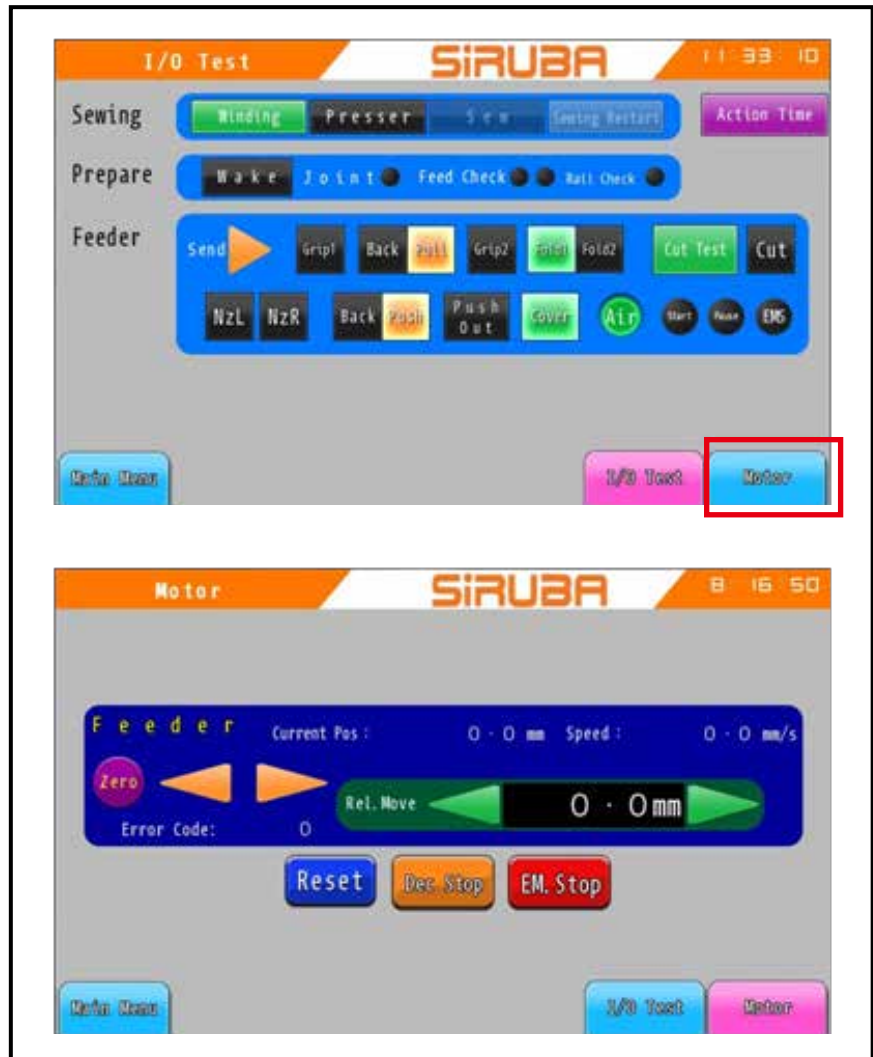 I/O Test SiRUBA 11:33:10
Sewing Winding Presser Sew Sewing Restart Action Time
Prepare Wake Joint Feed Check Rail Check
Feeder Send Grip1 Back Pull Grip2 Fold1 Fold2 Cut Test Cut
NzL NzR Back Push Push Out Cover Air Start Pause EMS
Main Menu I/O Test Motor
Motor SiRUBA 8:16:50
Feeder Current Pos: 0.0 mm Speed: 0.0 mm/s
Zero
Rel.Move 0.0mm
Error Code: 0
Reset Dec.Stop EM.Stop
Main Menu I/O Test Motor